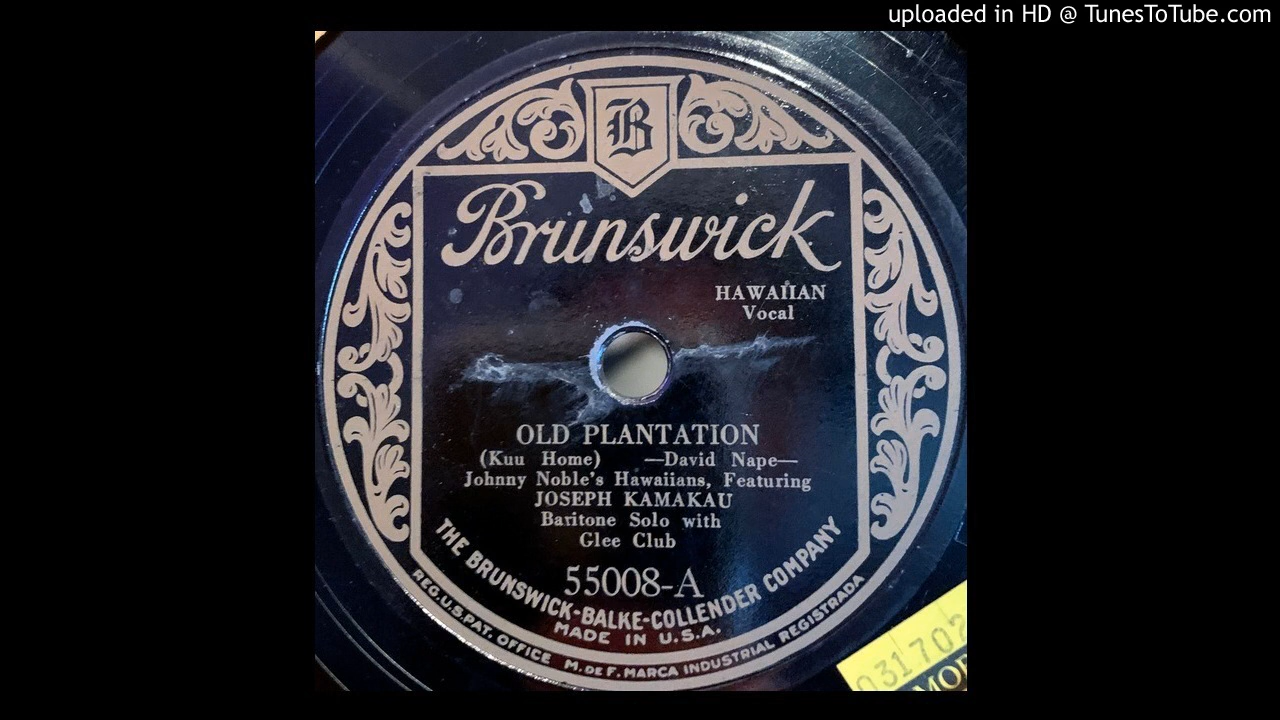 uploaded in HD @ TunesToTube.com
B
Brunswick
HAWAIIAN
Vocal
OLD PLANTATION
(Kuu Home) —David Nape—
Johnny Noble's Hawaiians, Featuring
JOSEPH KAMAKAU
Baritone Solo with
Glee Club
55008-A
THE BRUNSWICK-BALKE-COLLENDER COMPANY
MADE IN U.S.A.
REG.U.S.PAT. OFFICE M.DE F. MARCA INDUSTRIAL REGISTRADA